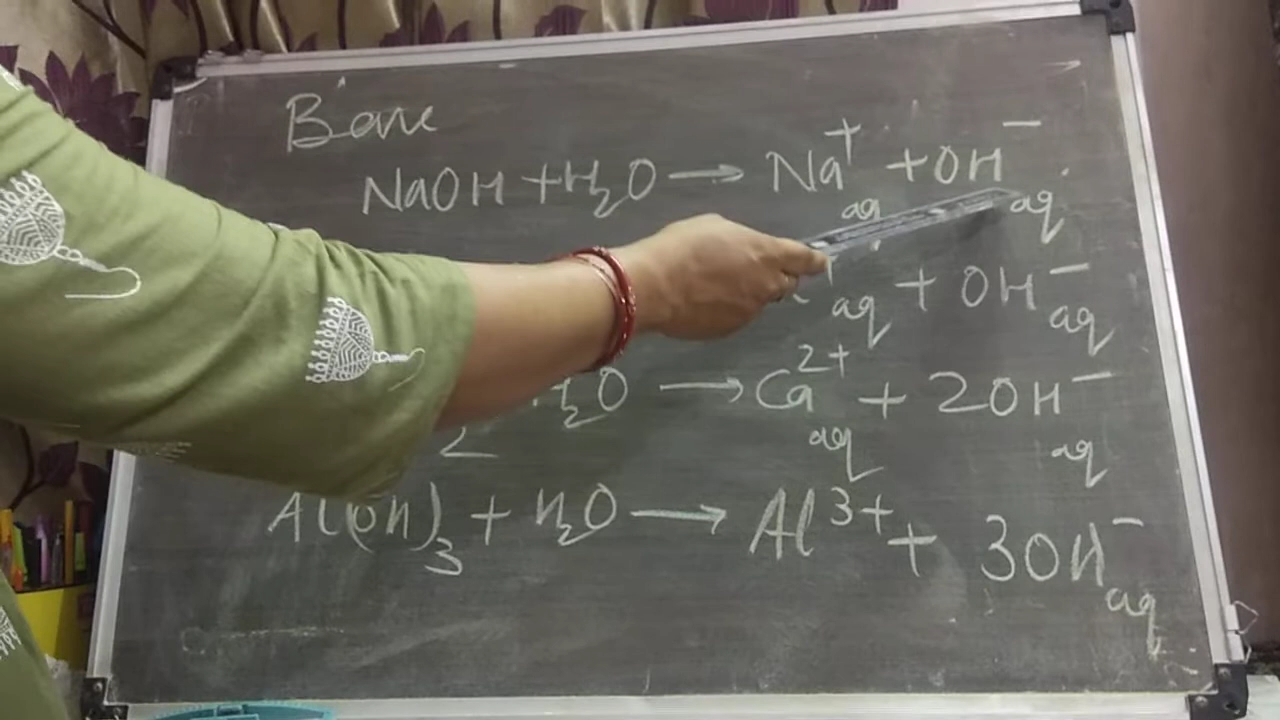 Base
NaOH + H₂O → Na⁺aq + OH⁻aq
⁺aq + OH⁻aq
₂ H₂O → Ca²⁺aq + 2OH⁻aq
Al(OH)₃ + H₂O → Al³⁺ + 3OH⁻aq